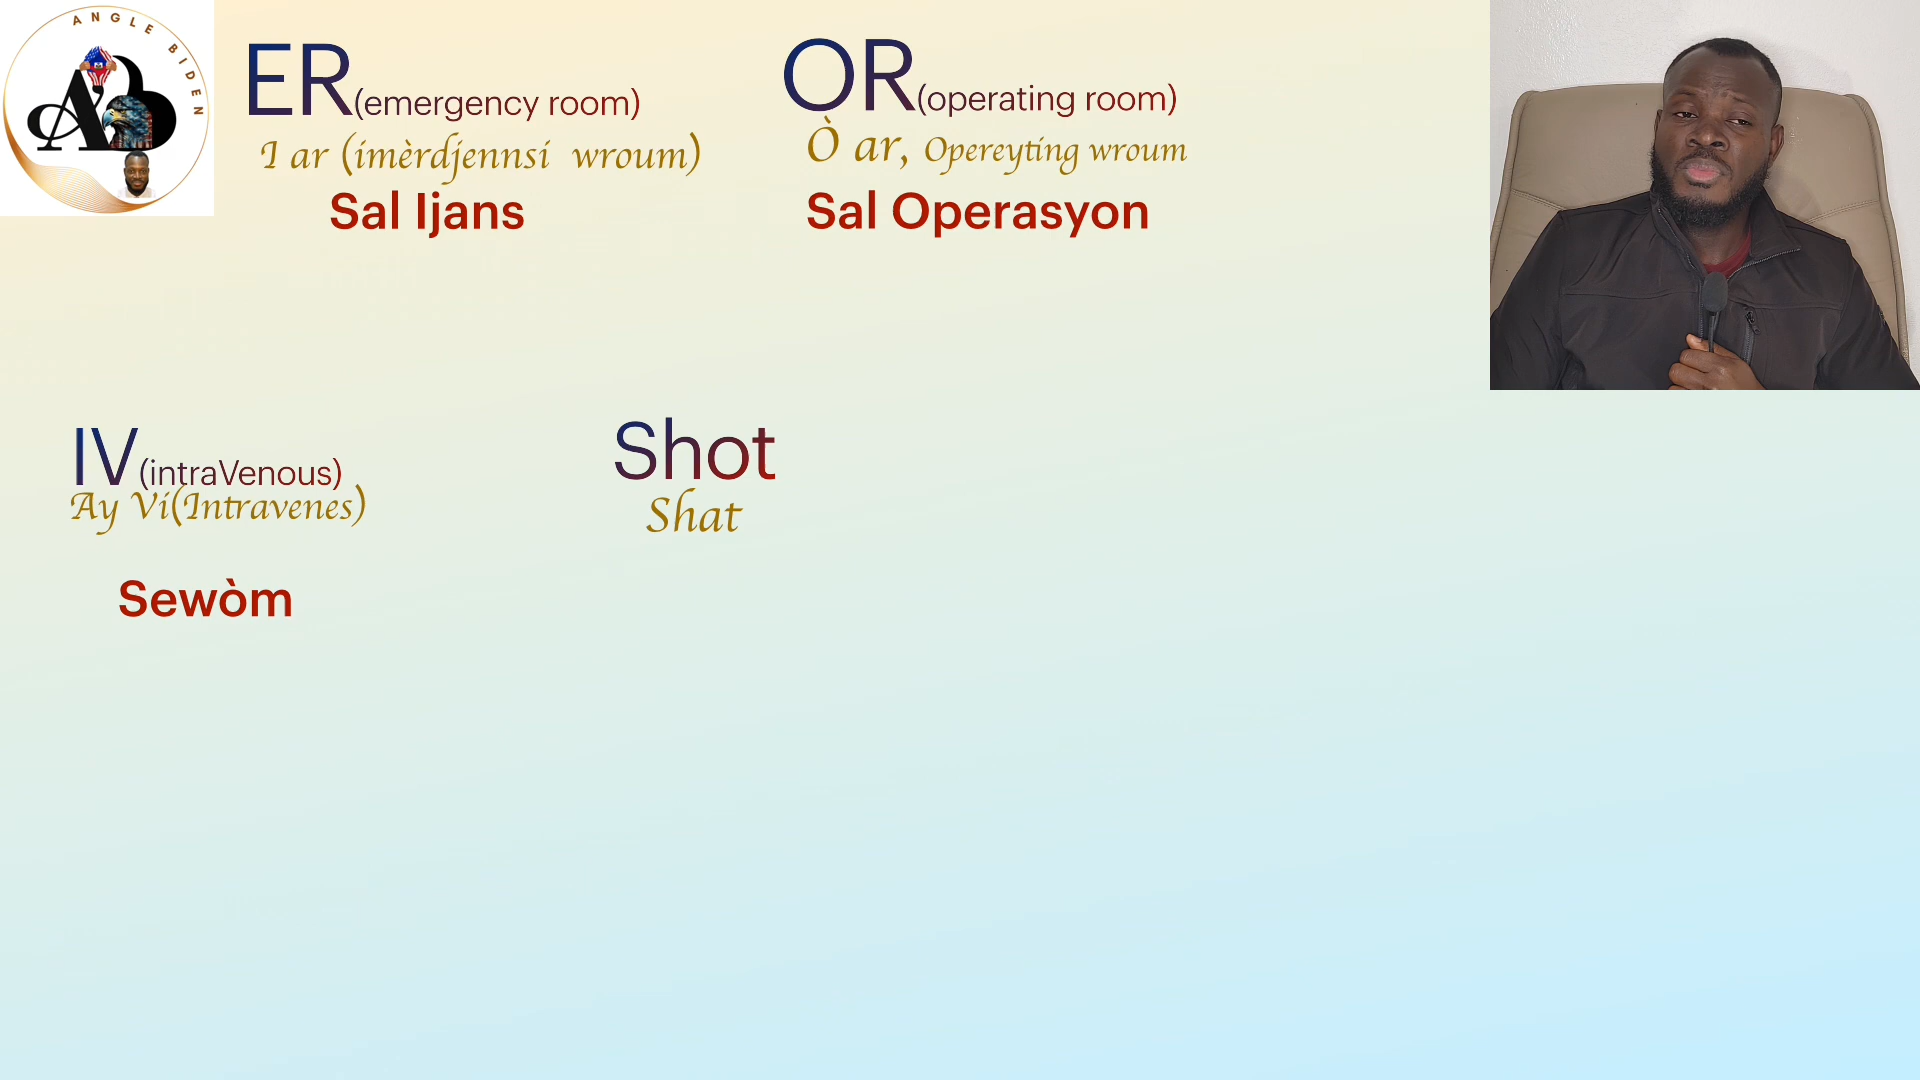 ANGLE BIDEN
AB
ER(emergency room)
I ar (imèrdjennsi wroum)
Sal Ijans
OR(operating room)
Ò ar, Opereyting wroum
Sal Operasyon
IV(intraVenous)
Ay Vi(Intravenes)
Sewòm
Shot
Shat